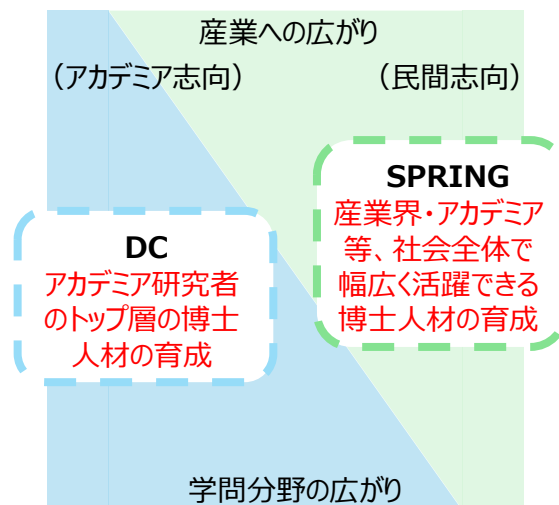 産業への広がり
（アカデミア志向）
（民間志向）
SPRING
産業界・アカデミア
等、社会全体で
幅広く活躍できる
博士人材の育成
DC
アカデミア研究者
のトップ層の博士
人材の育成
学問分野の広がり